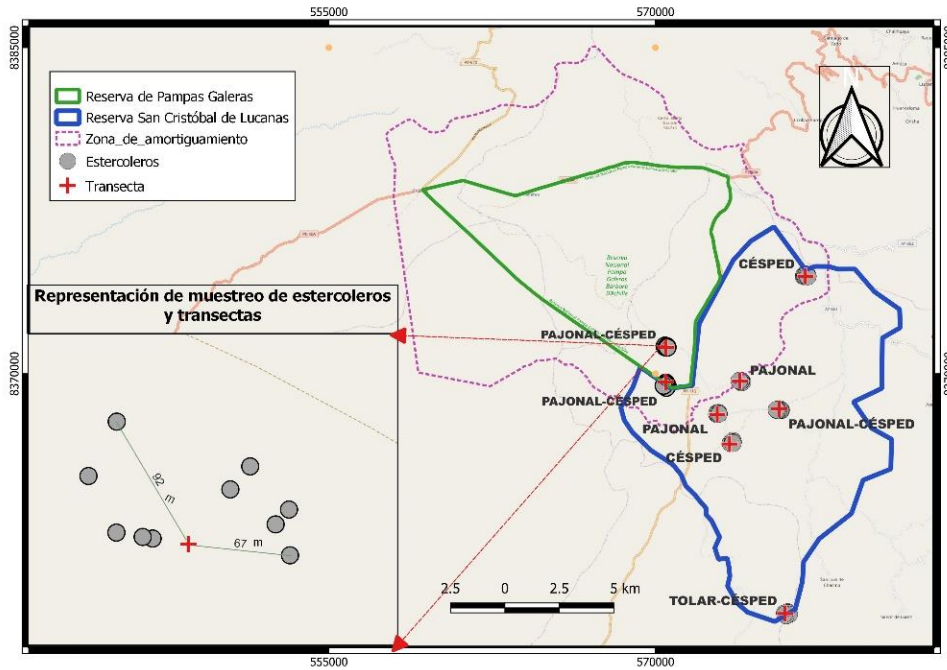 555000
570000
8385000
Reserva de Pampas Galeras
Reserva San Cristóbal de Lucanas
Zona_de_amortiguamiento
Estercoleros
Transecta
N
CÉSPED
Representación de muestreo de estercoleros
y transectas
PAJONAL-CÉSPED
8370000
8370000
PAJONAL
PAJONAL-CÉSPED
PAJONAL-CÉSPED
PAJONAL
CÉSPED
92 m
67 m
2.5 0 2.5 5 km
TOLAR-CÉSPED
555000
570000